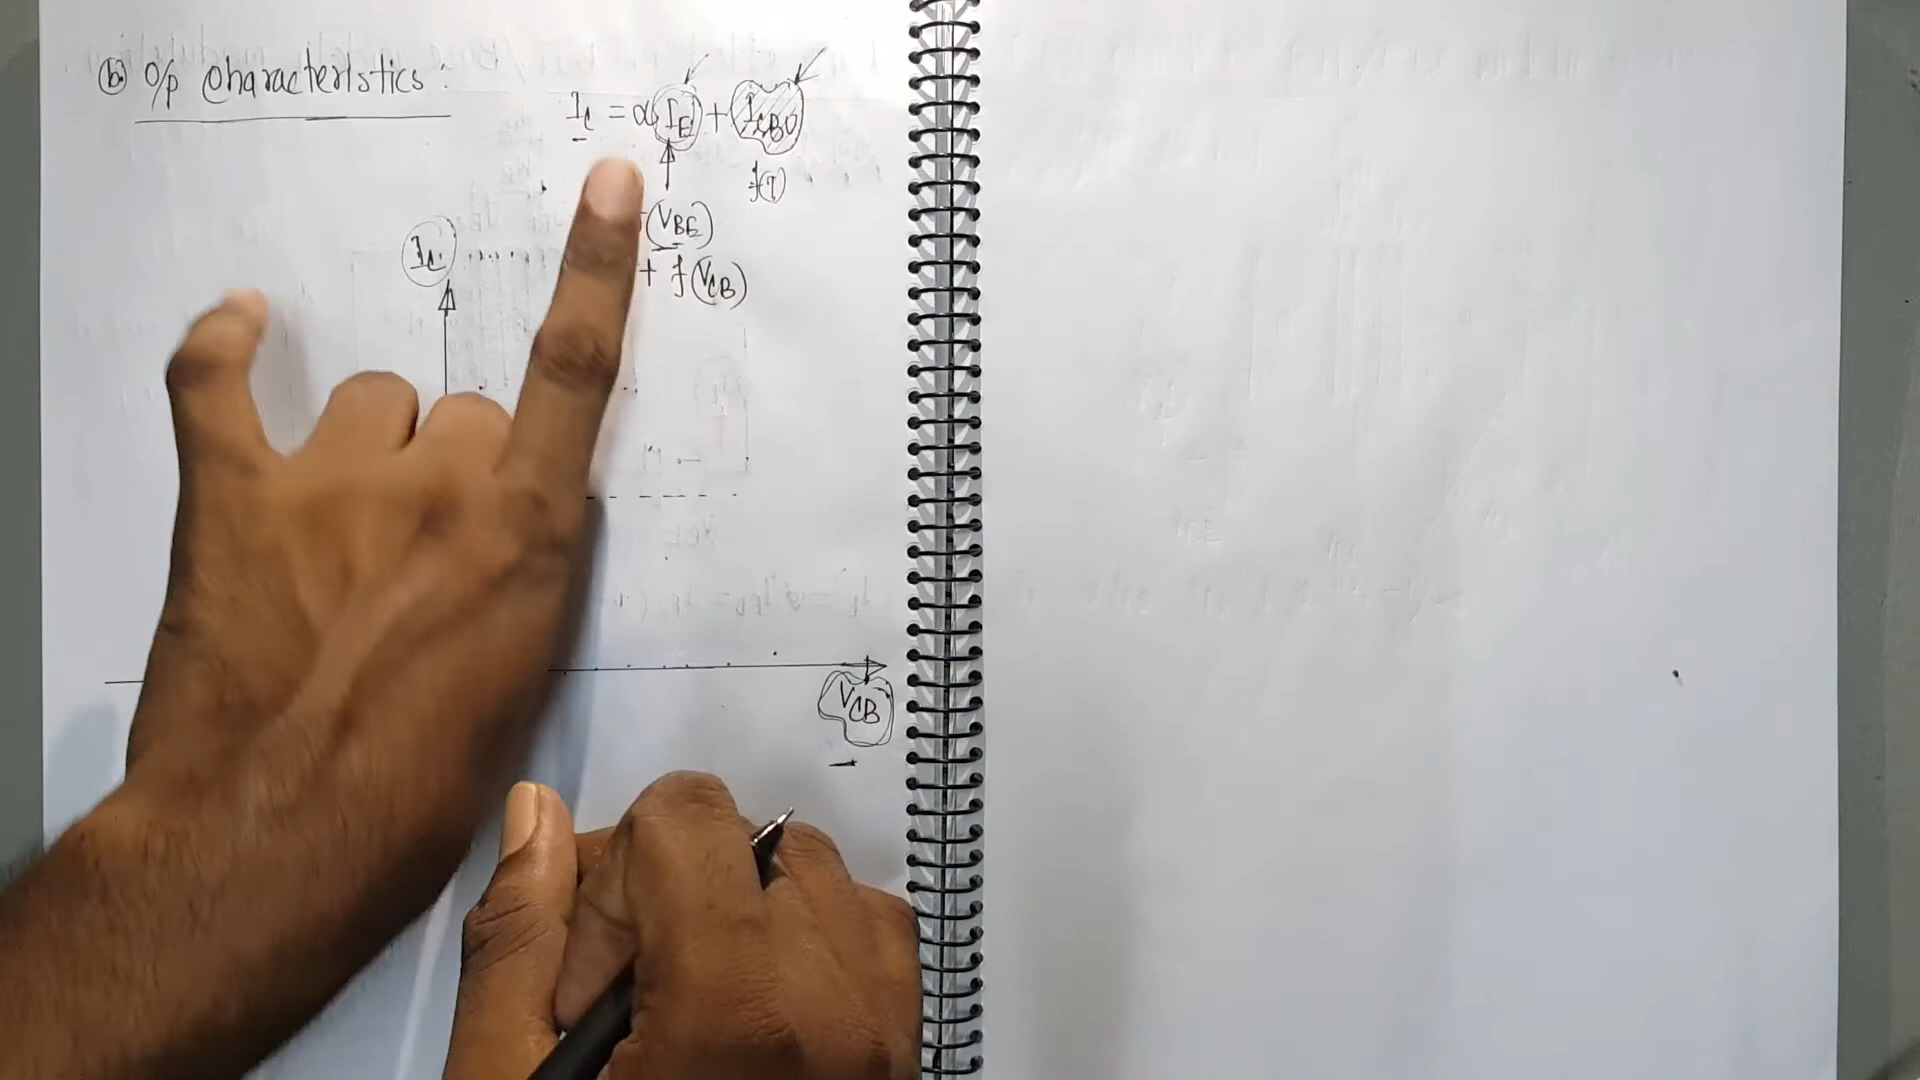 (b) O/p characteristics :
I_C = α I_E + I_CBO
f(T)
(V_BE)
+ f(V_CB)
I_C
V_CB